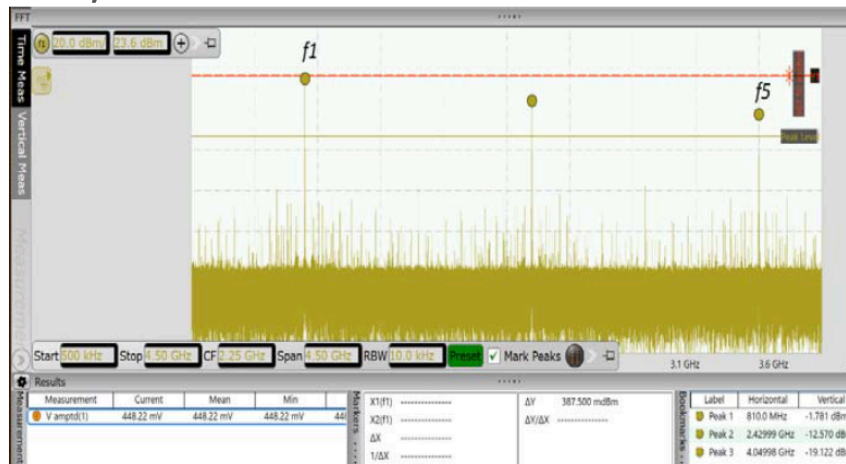 FFT
Time Meas
Vertical Meas
f1 20.0 dBm/ 23.6 dBm
f1
f5
Peak Level
Start 500 kHz Stop 4.50 GHz CF 2.25 GHz Span 4.50 GHz RBW 10.0 kHz Preset Mark Peaks
3.1 GHz 3.6 GHz
Results
Measurement Current Mean Min
V amptd(1) 448.22 mV 448.22 mV 448.22 mV
Markers
X1(f1) ---------------
X2(f1) ---------------
ΔX
1/ΔX
ΔY 387.500 mdBm
ΔY/ΔX ---------------
Bookmarks
Label Horizontal Vertical
Peak 1 810.0 MHz -1.781 dBm
Peak 2 2.42999 GHz -12.570 dB
Peak 3 4.04998 GHz -19.122 dB